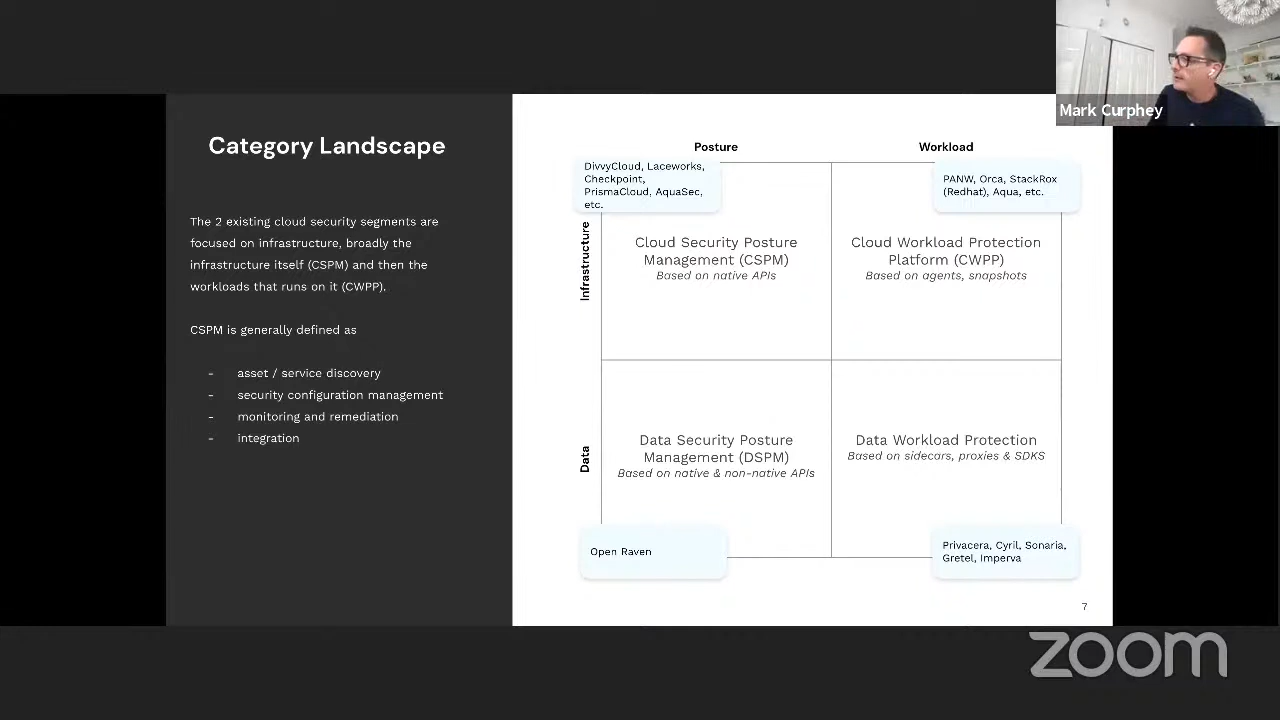 Mark Curphey
Category Landscape
The 2 existing cloud security segments are
focused on infrastructure, broadly the
infrastructure itself (CSPM) and then the
workloads that runs on it (CWPP).
CSPM is generally defined as
- asset / service discovery
- security configuration management
- monitoring and remediation
- integration
Posture
Workload
DivvyCloud, Laceworks,
Checkpoint,
PrismaCloud, AquaSec,
etc.
PANW, Orca, StackRox
(Redhat), Aqua, etc.
Infrastructure
Cloud Security Posture
Management (CSPM)
Based on native APIs
Cloud Workload Protection
Platform (CWPP)
Based on agents, snapshots
Data
Data Security Posture
Management (DSPM)
Based on native & non-native APIs
Data Workload Protection
Based on sidecars, proxies & SDKS
Open Raven
Privacera, Cyril, Sonaria,
Gretel, Imperva
7
zoom